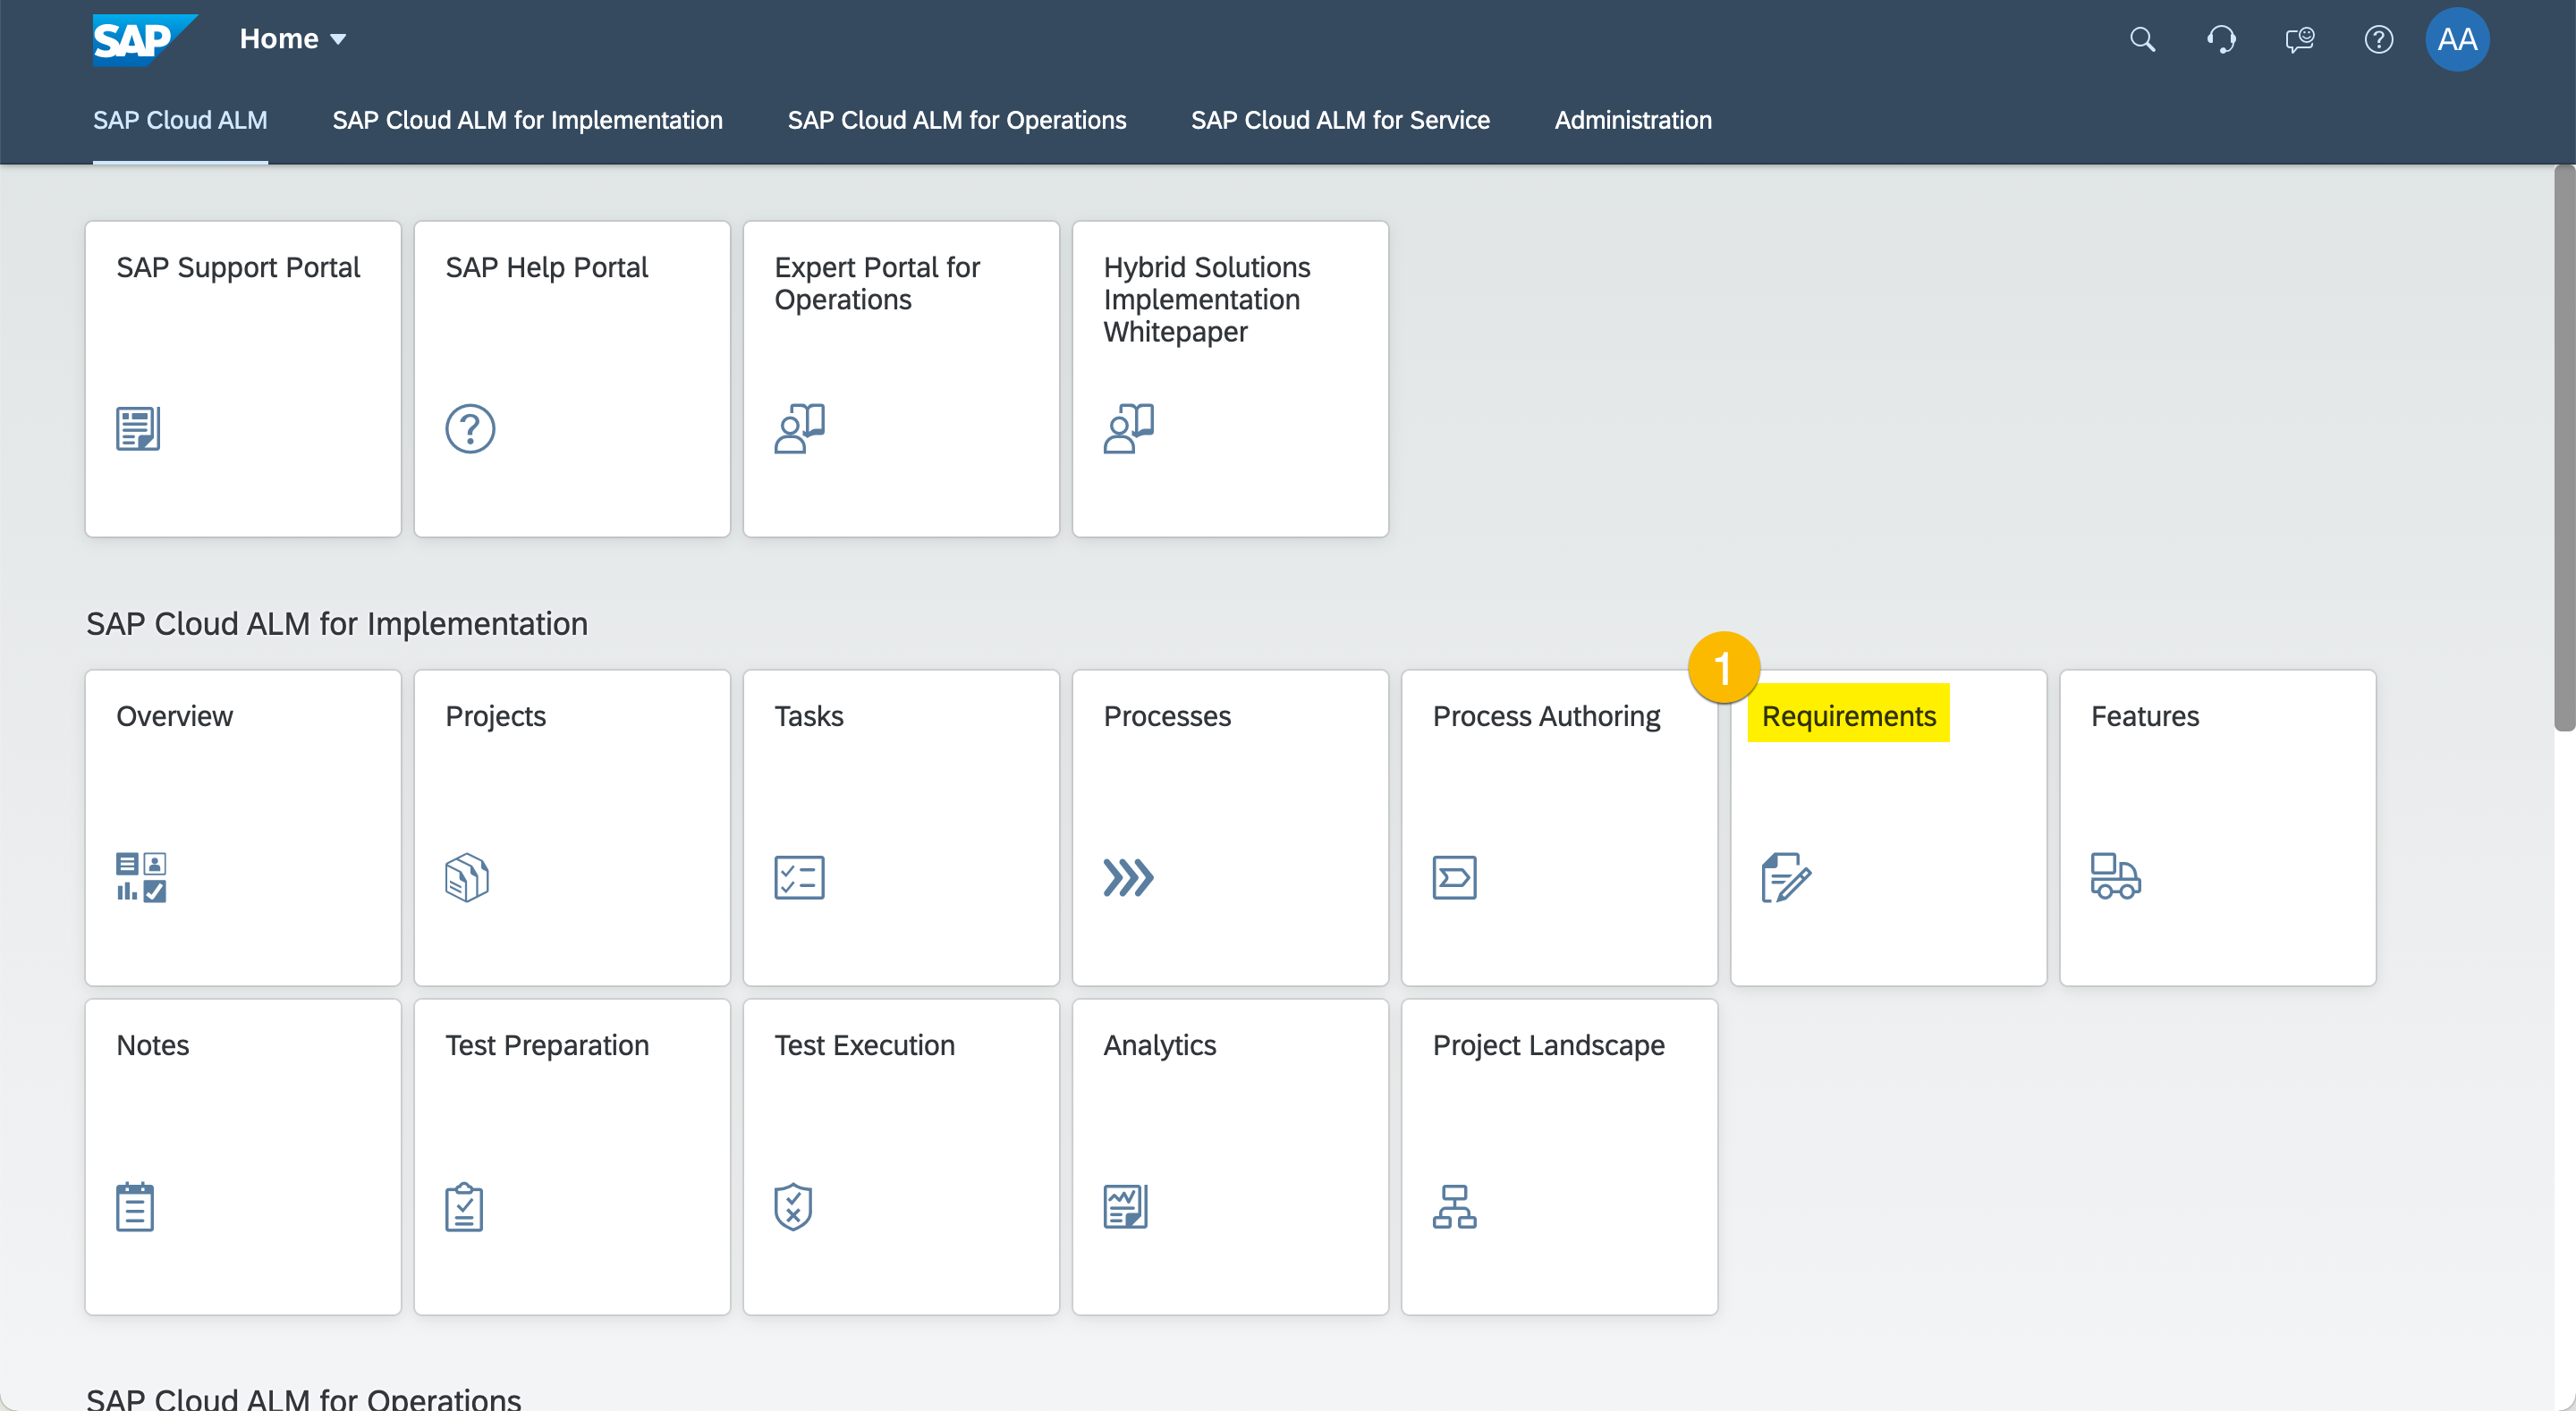 SAP
Home
AA
SAP Cloud ALM
SAP Cloud ALM for Implementation
SAP Cloud ALM for Operations
SAP Cloud ALM for Service
Administration
SAP Support Portal
SAP Help Portal
Expert Portal for
Operations
Hybrid Solutions
Implementation
Whitepaper
SAP Cloud ALM for Implementation
1
Overview
Projects
Tasks
Processes
Process Authoring
Requirements
Features
Notes
Test Preparation
Test Execution
Analytics
Project Landscape
SAP Cloud ALM for Operations